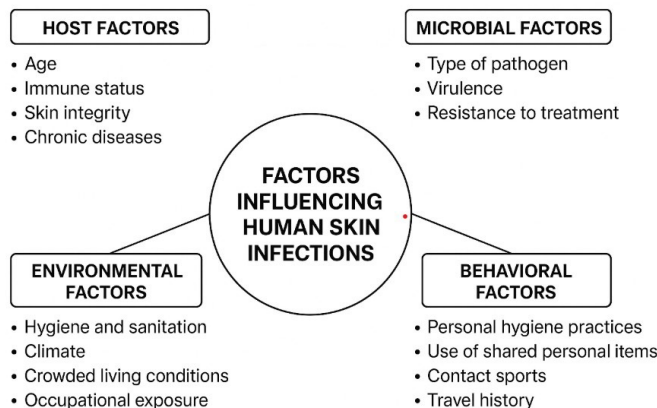 HOST FACTORS
• Age
• Immune status
• Skin integrity
• Chronic diseases
MICROBIAL FACTORS
• Type of pathogen
• Virulence
• Resistance to treatment
FACTORS
INFLUENCING
HUMAN SKIN
INFECTIONS
ENVIRONMENTAL
FACTORS
• Hygiene and sanitation
• Climate
• Crowded living conditions
• Occupational exposure
BEHAVIORAL
FACTORS
• Personal hygiene practices
• Use of shared personal items
• Contact sports
• Travel history